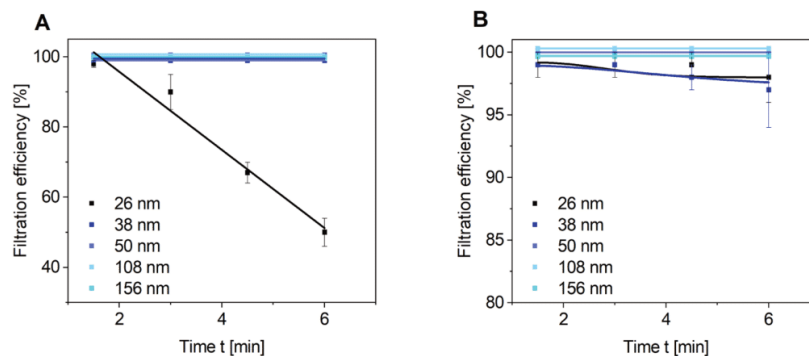 A
Filtration efficiency [%]
100
80
60
40
26 nm
38 nm
50 nm
108 nm
156 nm
2
4
6
Time t [min]
B
Filtration efficiency [%]
100
95
90
85
80
26 nm
38 nm
50 nm
108 nm
156 nm
2
4
6
Time t [min]